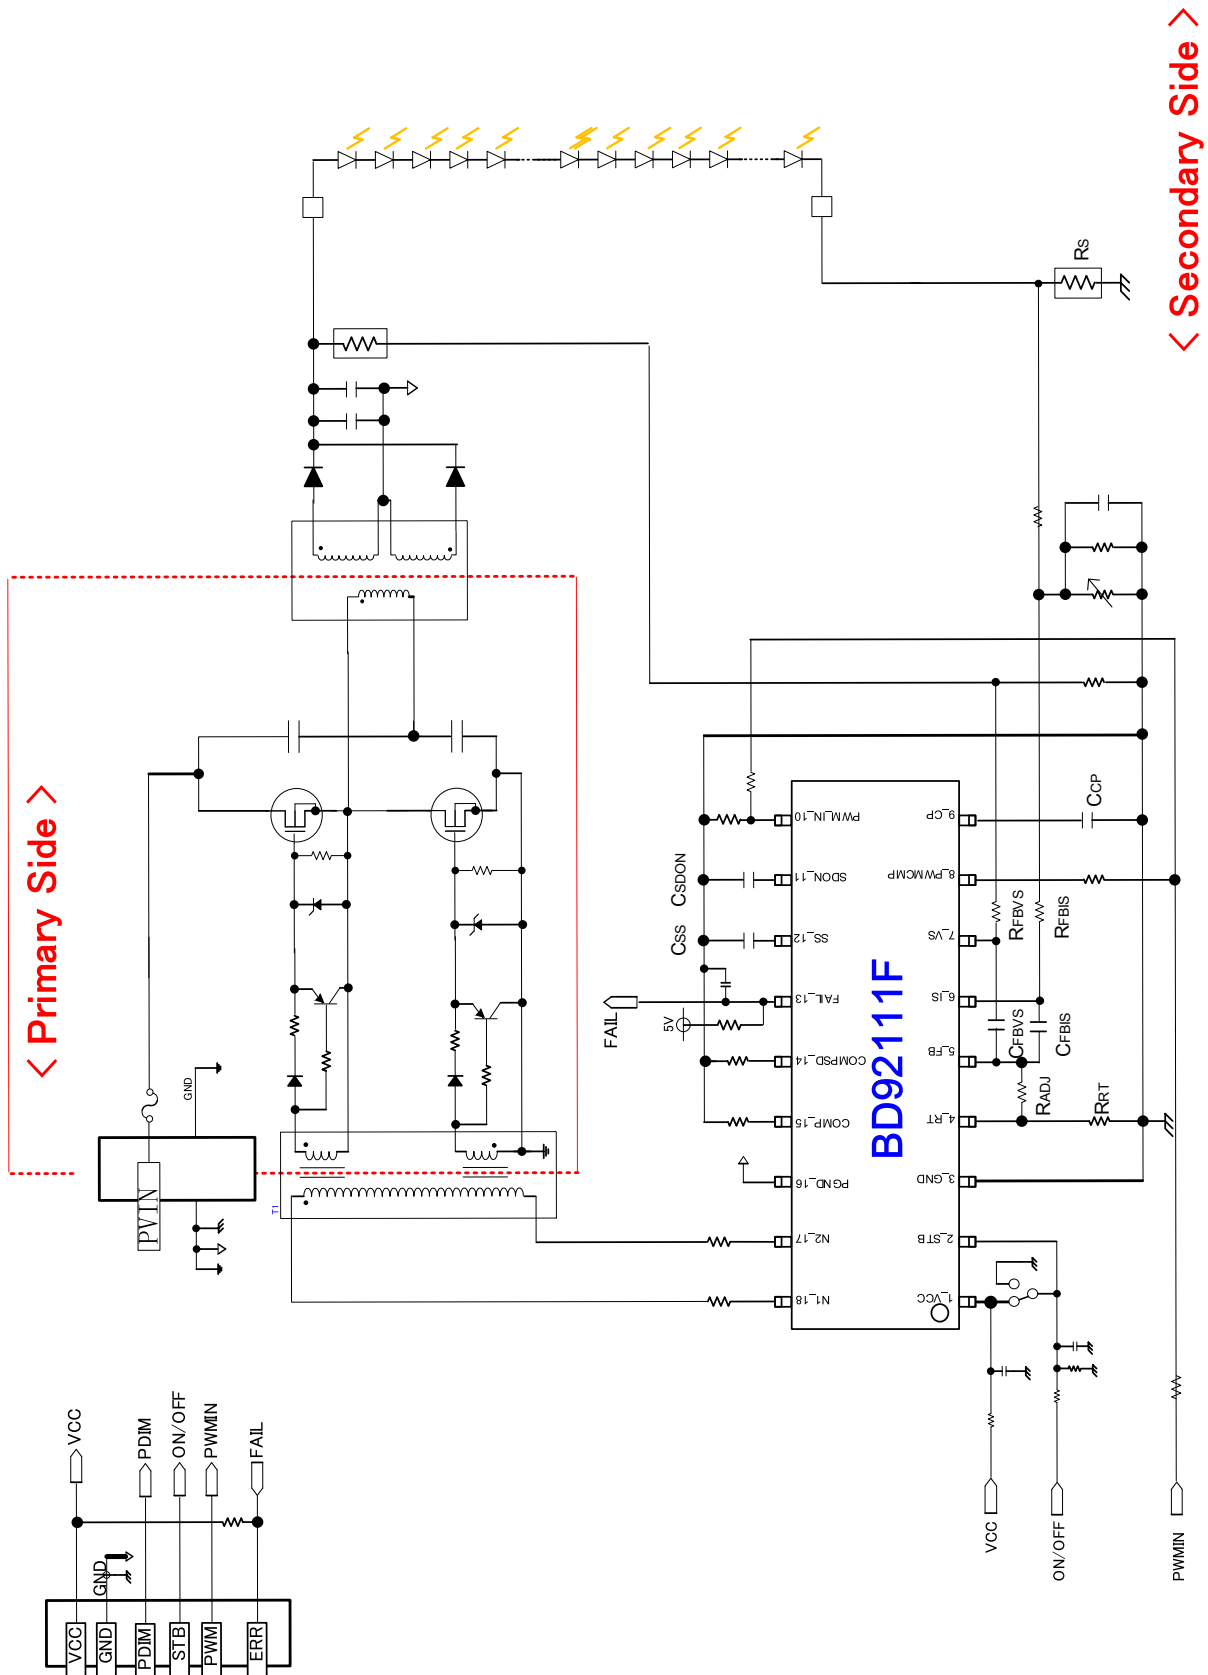 < Primary Side >
< Secondary Side >
PVIN
GND
T1
RS
VCC
PDIM
ON/OFF
PWMIN
FAIL
GND
VCC
GND
PDIM
STB
PWM
ERR
BD92111F
N1_18
N2_17
PGND_16
COMP_15
COMPSD_14
FAIL_13
SS_12
SDON_11
PWM_IN_10
1_VCC
2_STB
3_GND
4_RT
5_FB
6_IS
7_VS
8_PWMCMP
9_CP
FAIL
5V
CSS
CSDON
CCP
RFBVS
RFBIS
CFBVS
CFBIS
RADJ
RRT
VCC
ON/OFF
PWMIN